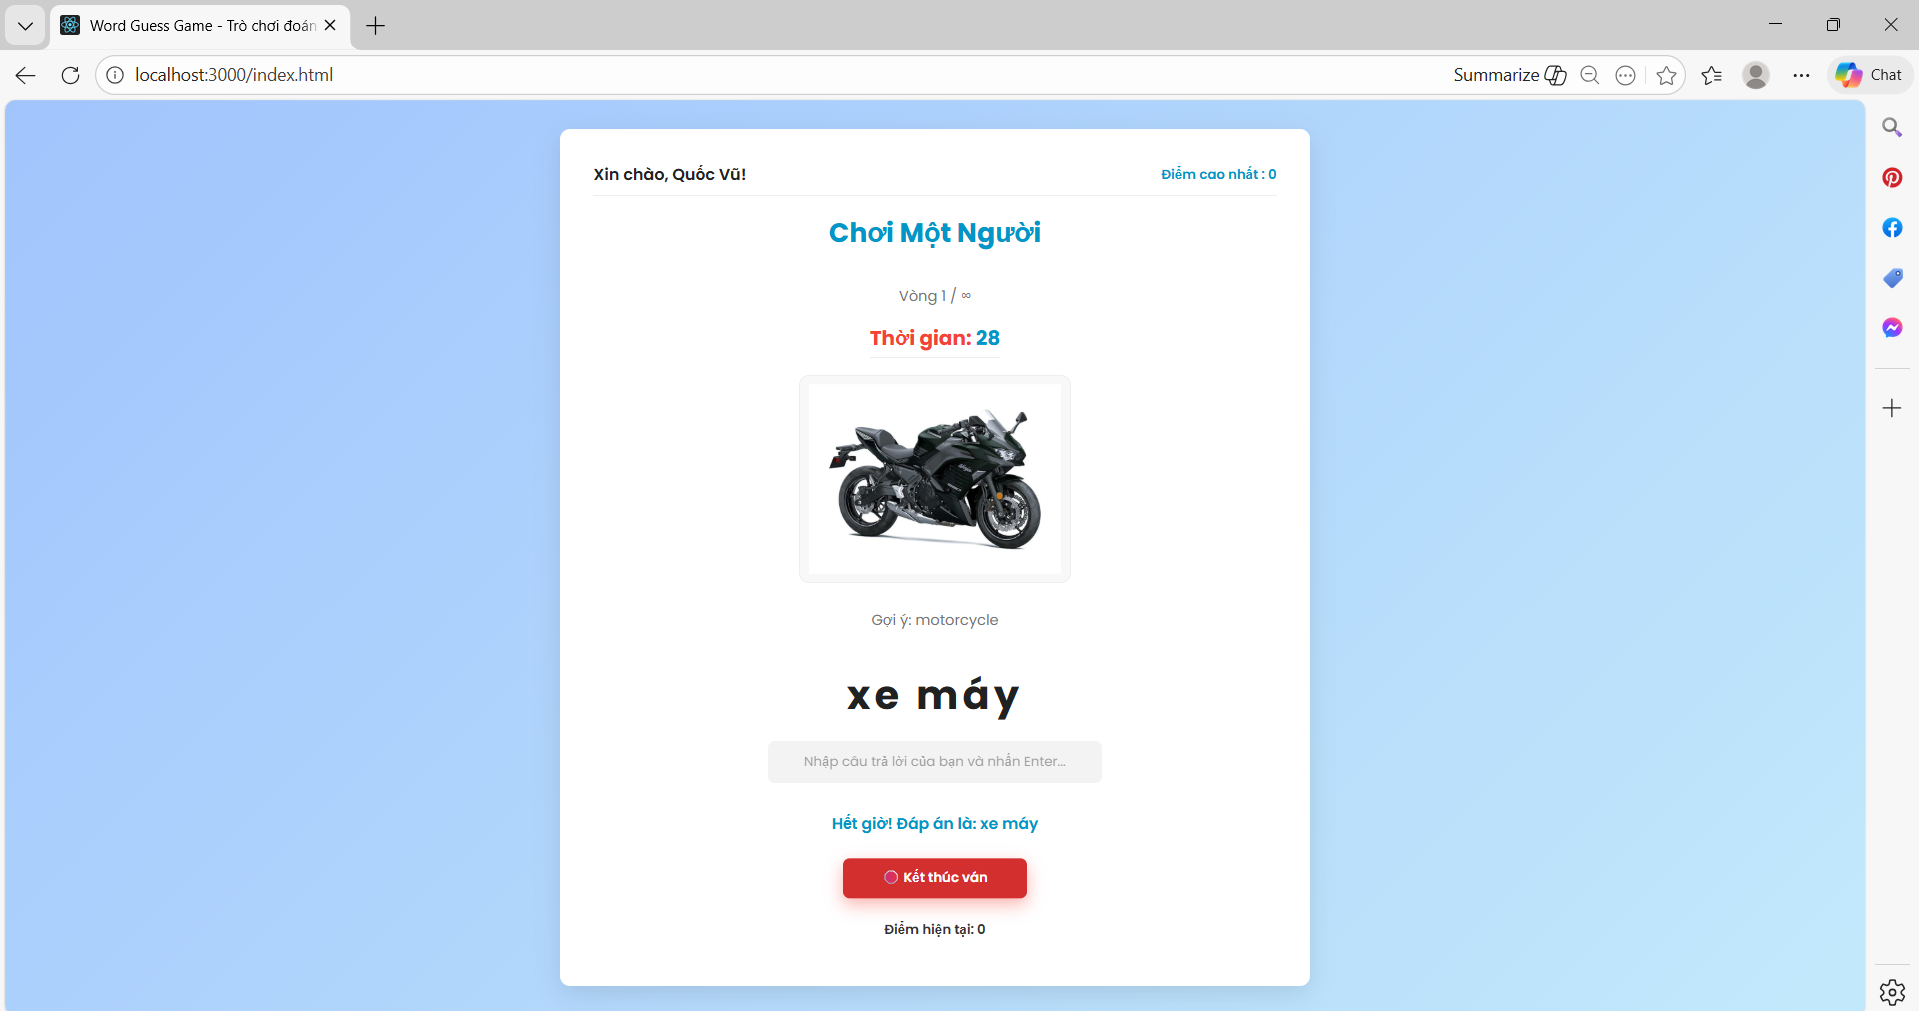 Word Guess Game - Trò chơi đoán
localhost:3000/index.html
Summarize
Chat
Xin chào, Quốc Vũ!
Điểm cao nhất : 0
Chơi Một Người
Vòng 1 / ∞
Thời gian: 28
Ninja
Gợi ý: motorcycle
xe máy
Nhập câu trả lời của bạn và nhấn Enter...
Hết giờ! Đáp án là: xe máy
Kết thúc ván
Điểm hiện tại: 0